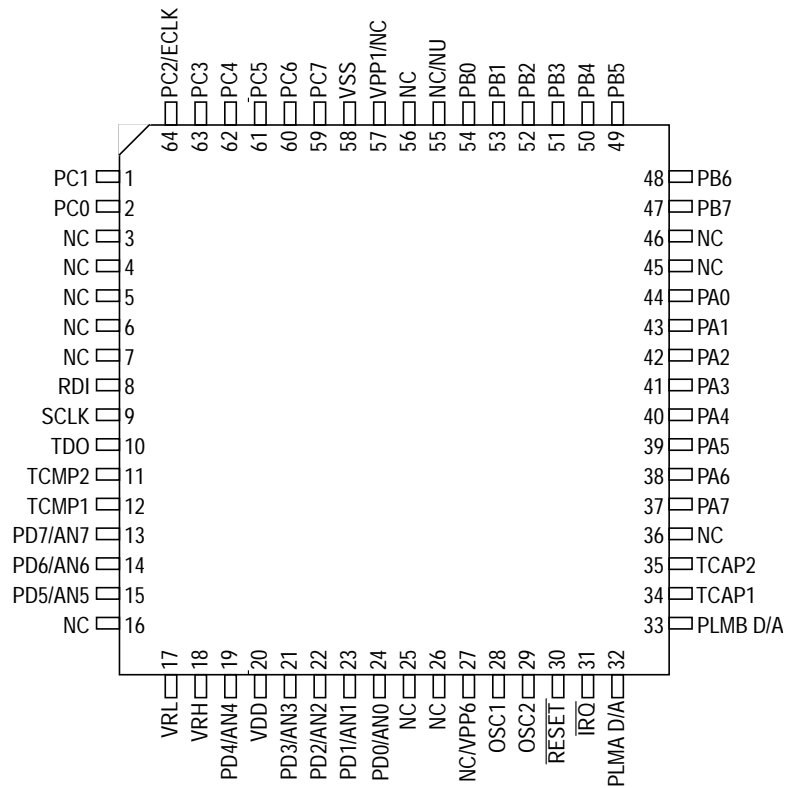 PC2/ECLK
PC3
PC4
PC5
PC6
PC7
VSS
VPP1/NC
NC
NC/NU
PB0
PB1
PB2
PB3
PB4
PB5
64
63
62
61
60
59
58
57
56
55
54
53
52
51
50
49
PC1 1
PC0 2
NC 3
NC 4
NC 5
NC 6
NC 7
RDI 8
SCLK 9
TDO 10
TCMP2 11
TCMP1 12
PD7/AN7 13
PD6/AN6 14
PD5/AN5 15
NC 16
48 PB6
47 PB7
46 NC
45 NC
44 PA0
43 PA1
42 PA2
41 PA3
40 PA4
39 PA5
38 PA6
37 PA7
36 NC
35 TCAP2
34 TCAP1
33 PLMB D/A
17
18
19
20
21
22
23
24
25
26
27
28
29
30
31
32
VRL
VRH
PD4/AN4
VDD
PD3/AN3
PD2/AN2
PD1/AN1
PD0/AN0
NC
NC
NC/VPP6
OSC1
OSC2
RESET
IRQ
PLMA D/A